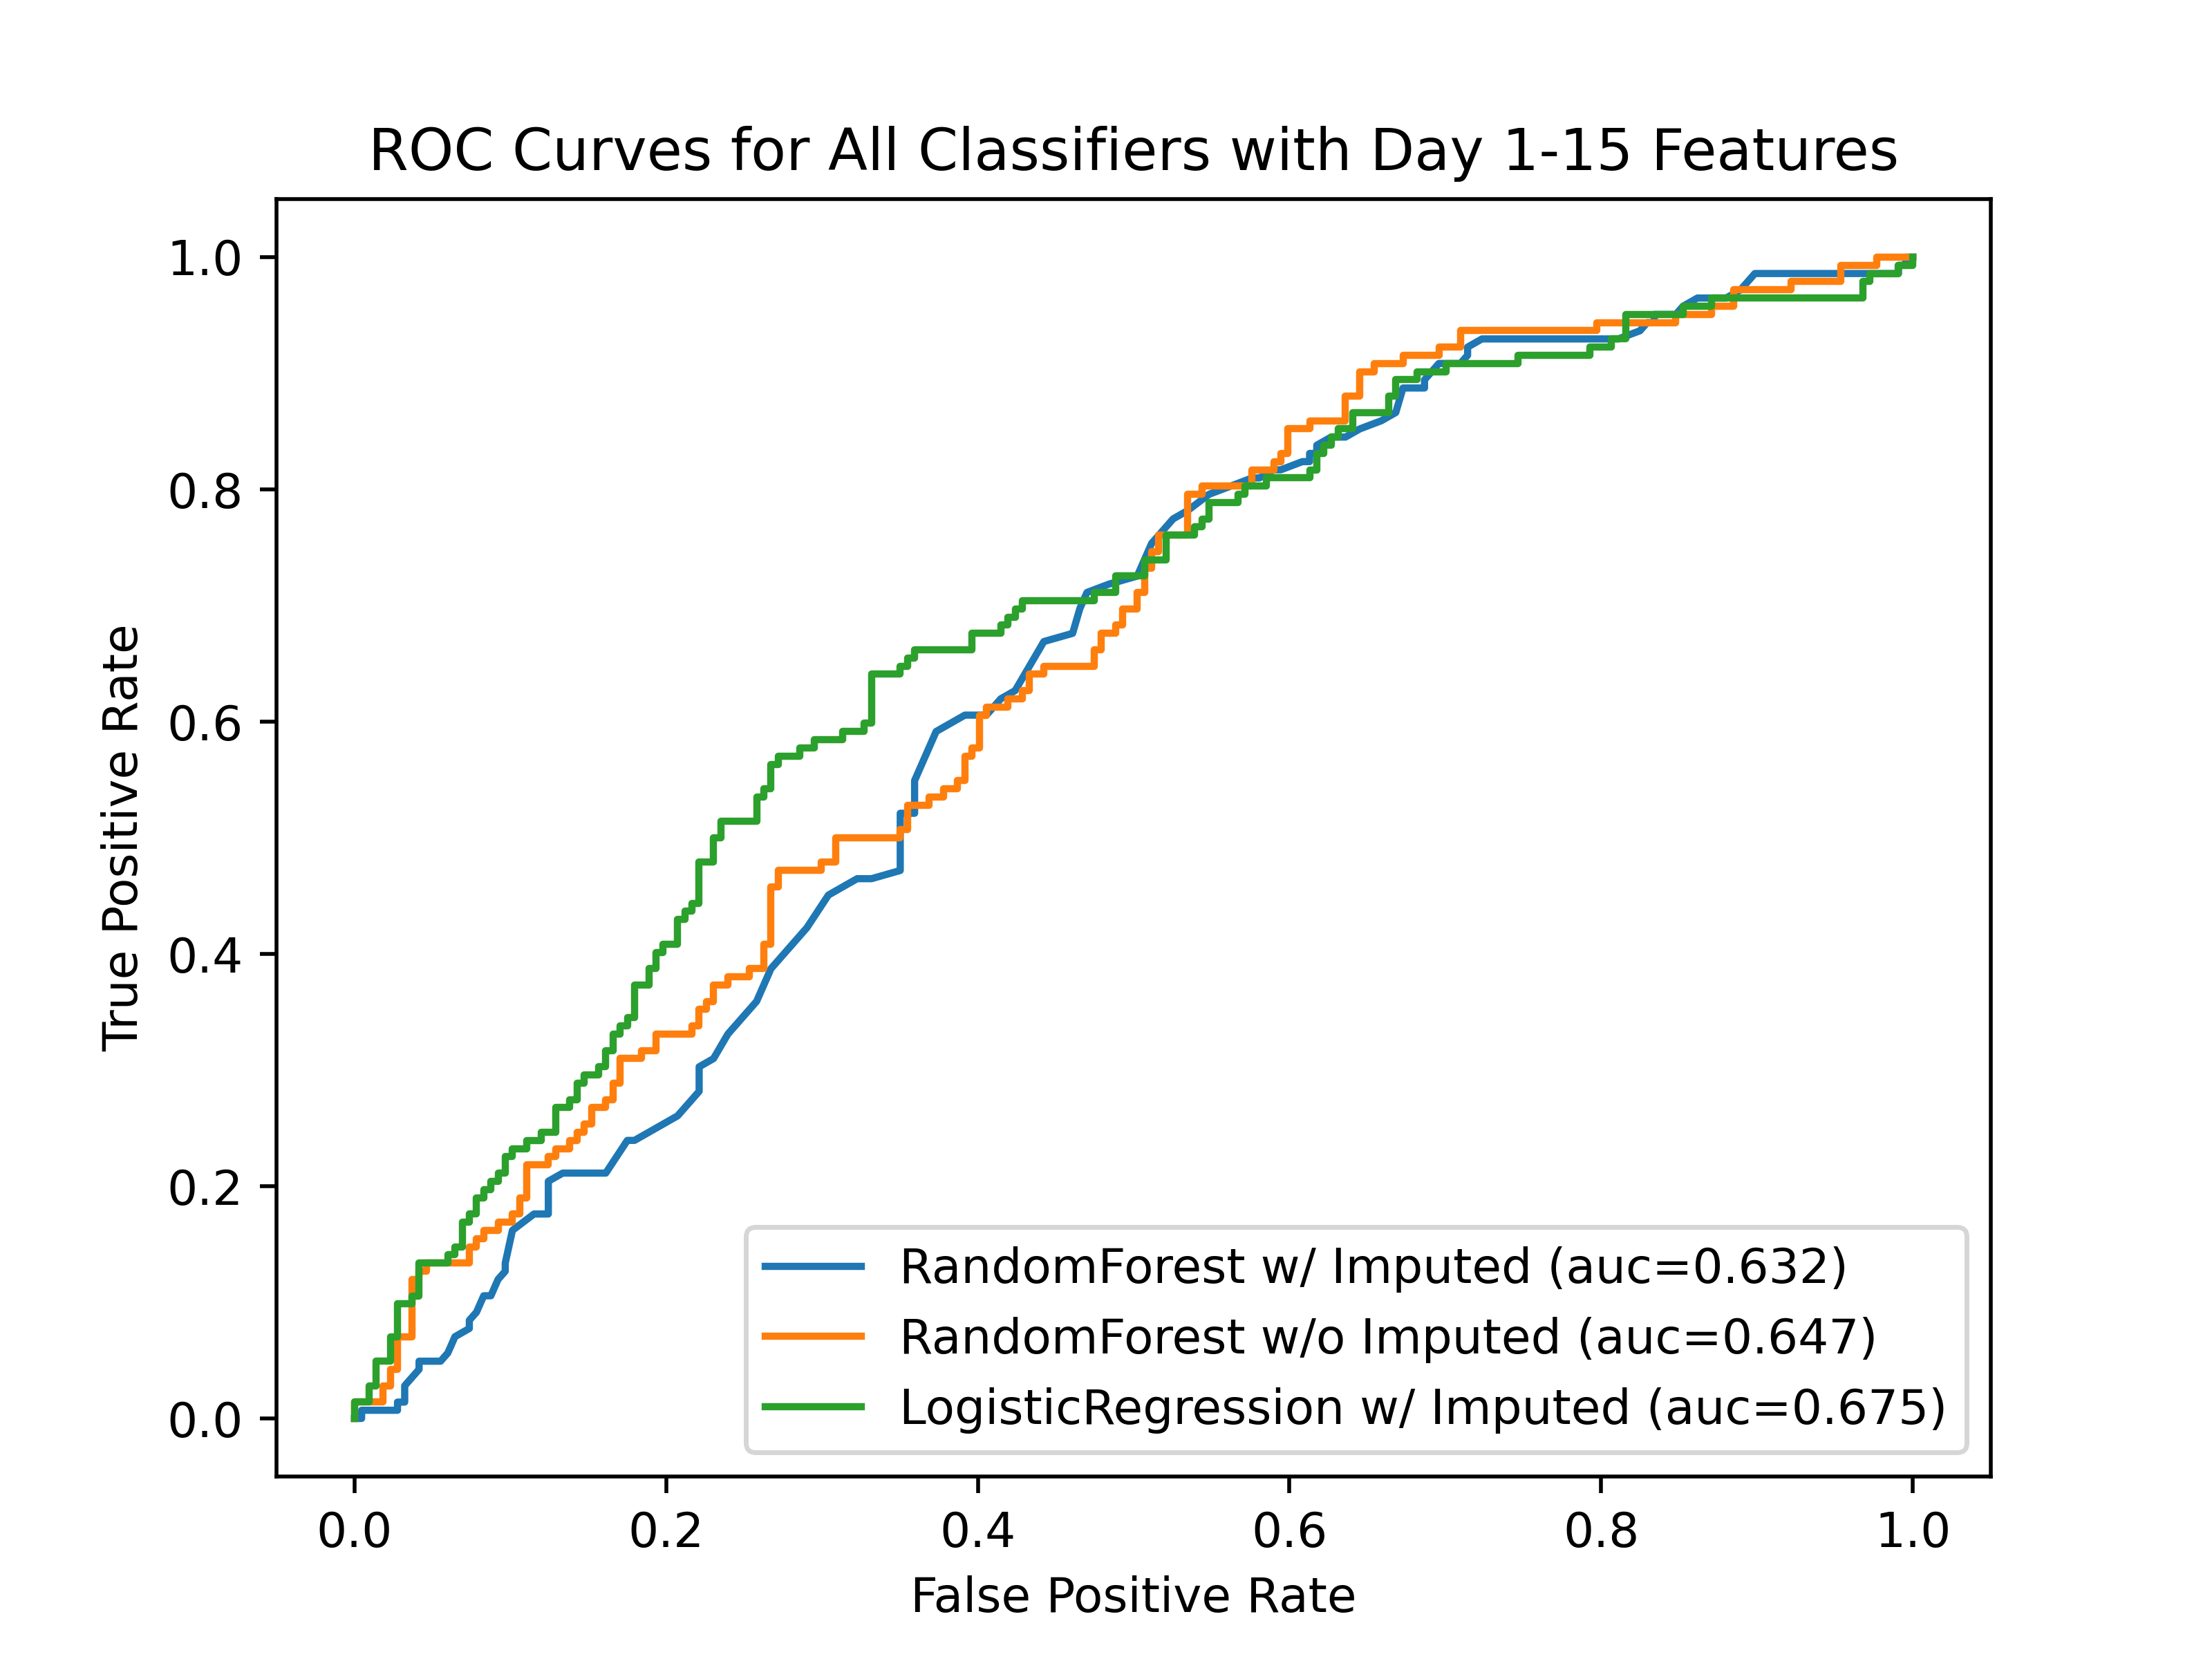 ROC Curves for All Classifiers with Day 1-15 Features
1.0
0.8
0.6
0.4
0.2
0.0
True Positive Rate
RandomForest w/ Imputed (auc=0.632)
RandomForest w/o Imputed (auc=0.647)
LogisticRegression w/ Imputed (auc=0.675)
0.0 0.2 0.4 0.6 0.8 1.0
False Positive Rate